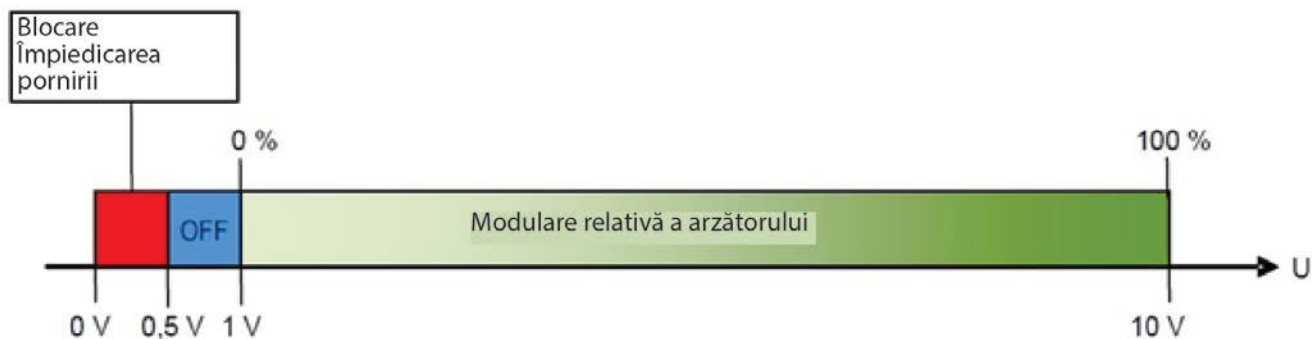 Blocare
Împiedicarea
pornirii
0 %
100 %
OFF
Modulare relativă a arzătorului
U
0 V
0,5 V
1 V
10 V